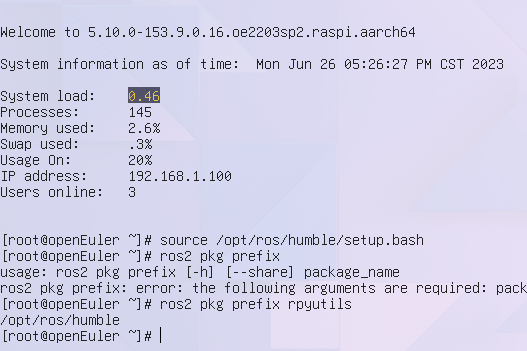 Welcome to 5.10.0-153.9.0.16.oe2203sp2.raspi.aarch64
System information as of time:  Mon Jun 26 05:26:27 PM CST 2023
System load:    0.46
Processes:      145
Memory used:    2.6%
Swap used:      .3%
Usage On:       20%
IP address:     192.168.1.100
Users online:   3
[root@openEuler ~]# source /opt/ros/humble/setup.bash
[root@openEuler ~]# ros2 pkg prefix
usage: ros2 pkg prefix [-h] [--share] package_name
ros2 pkg prefix: error: the following arguments are required: pack
[root@openEuler ~]# ros2 pkg prefix rpyutils
/opt/ros/humble
[root@openEuler ~]#